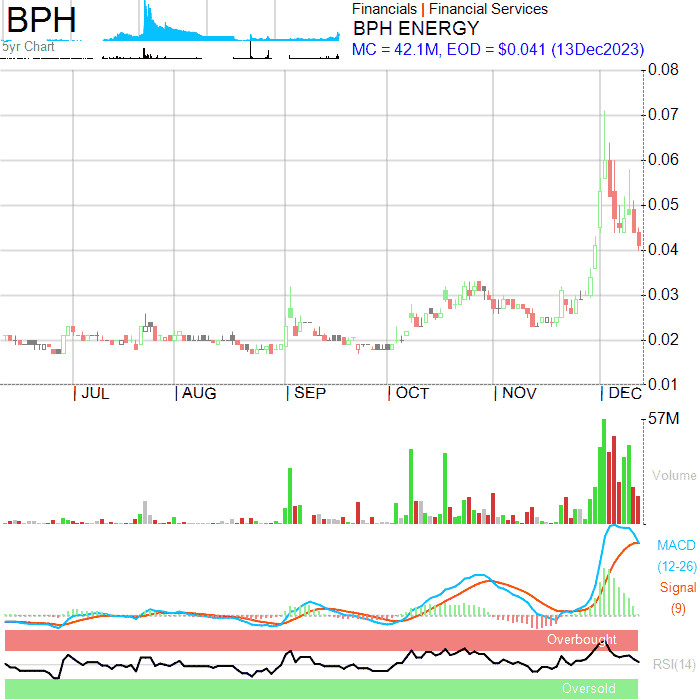 BPH
5yr Chart
Financials | Financial Services
BPH ENERGY
MC = 42.1M, EOD = $0.041 (13Dec2023)
0.08
0.07
0.06
0.05
0.04
0.03
0.02
0.01
JUL AUG SEP OCT NOV DEC
57M
Volume
MACD
(12-26)
Signal
(9)
Overbought
RSI(14)
Oversold